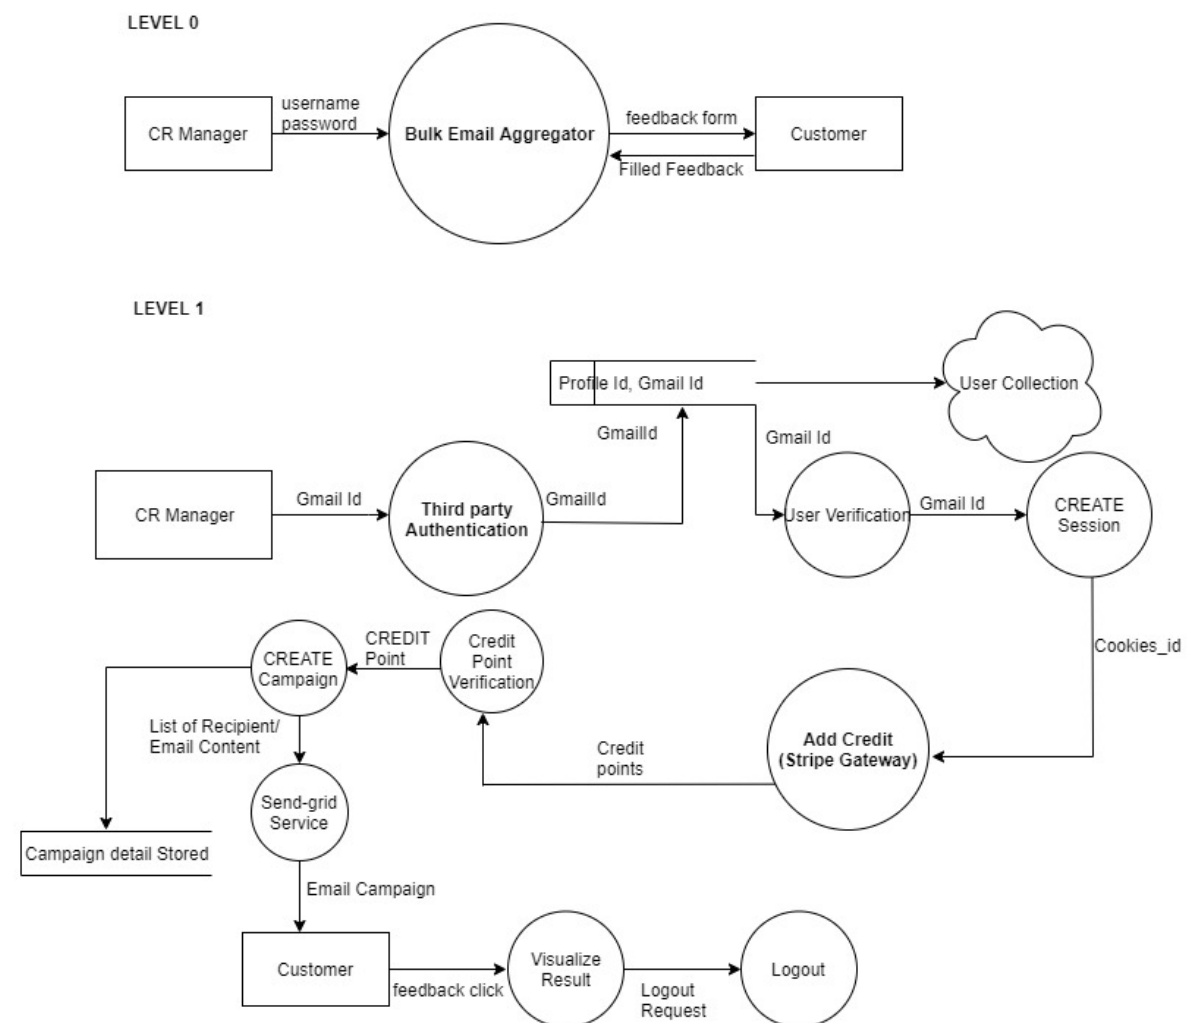 LEVEL 0
CR Manager
username
password
Bulk Email Aggregator
feedback form
Filled Feedback
Customer
LEVEL 1
Profile Id, Gmail Id
User Collection
GmailId
Gmail Id
CR Manager
Gmail Id
Third party
Authentication
GmailId
User Verification
Gmail Id
CREATE
Session
Cookies_id
CREATE
Campaign
CREDIT
Point
Credit
Point
Verification
List of Recipient/
Email Content
Credit
points
Add Credit
(Stripe Gateway)
Send-grid
Service
Campaign detail Stored
Email Campaign
Customer
feedback click
Visualize
Result
Logout
Request
Logout